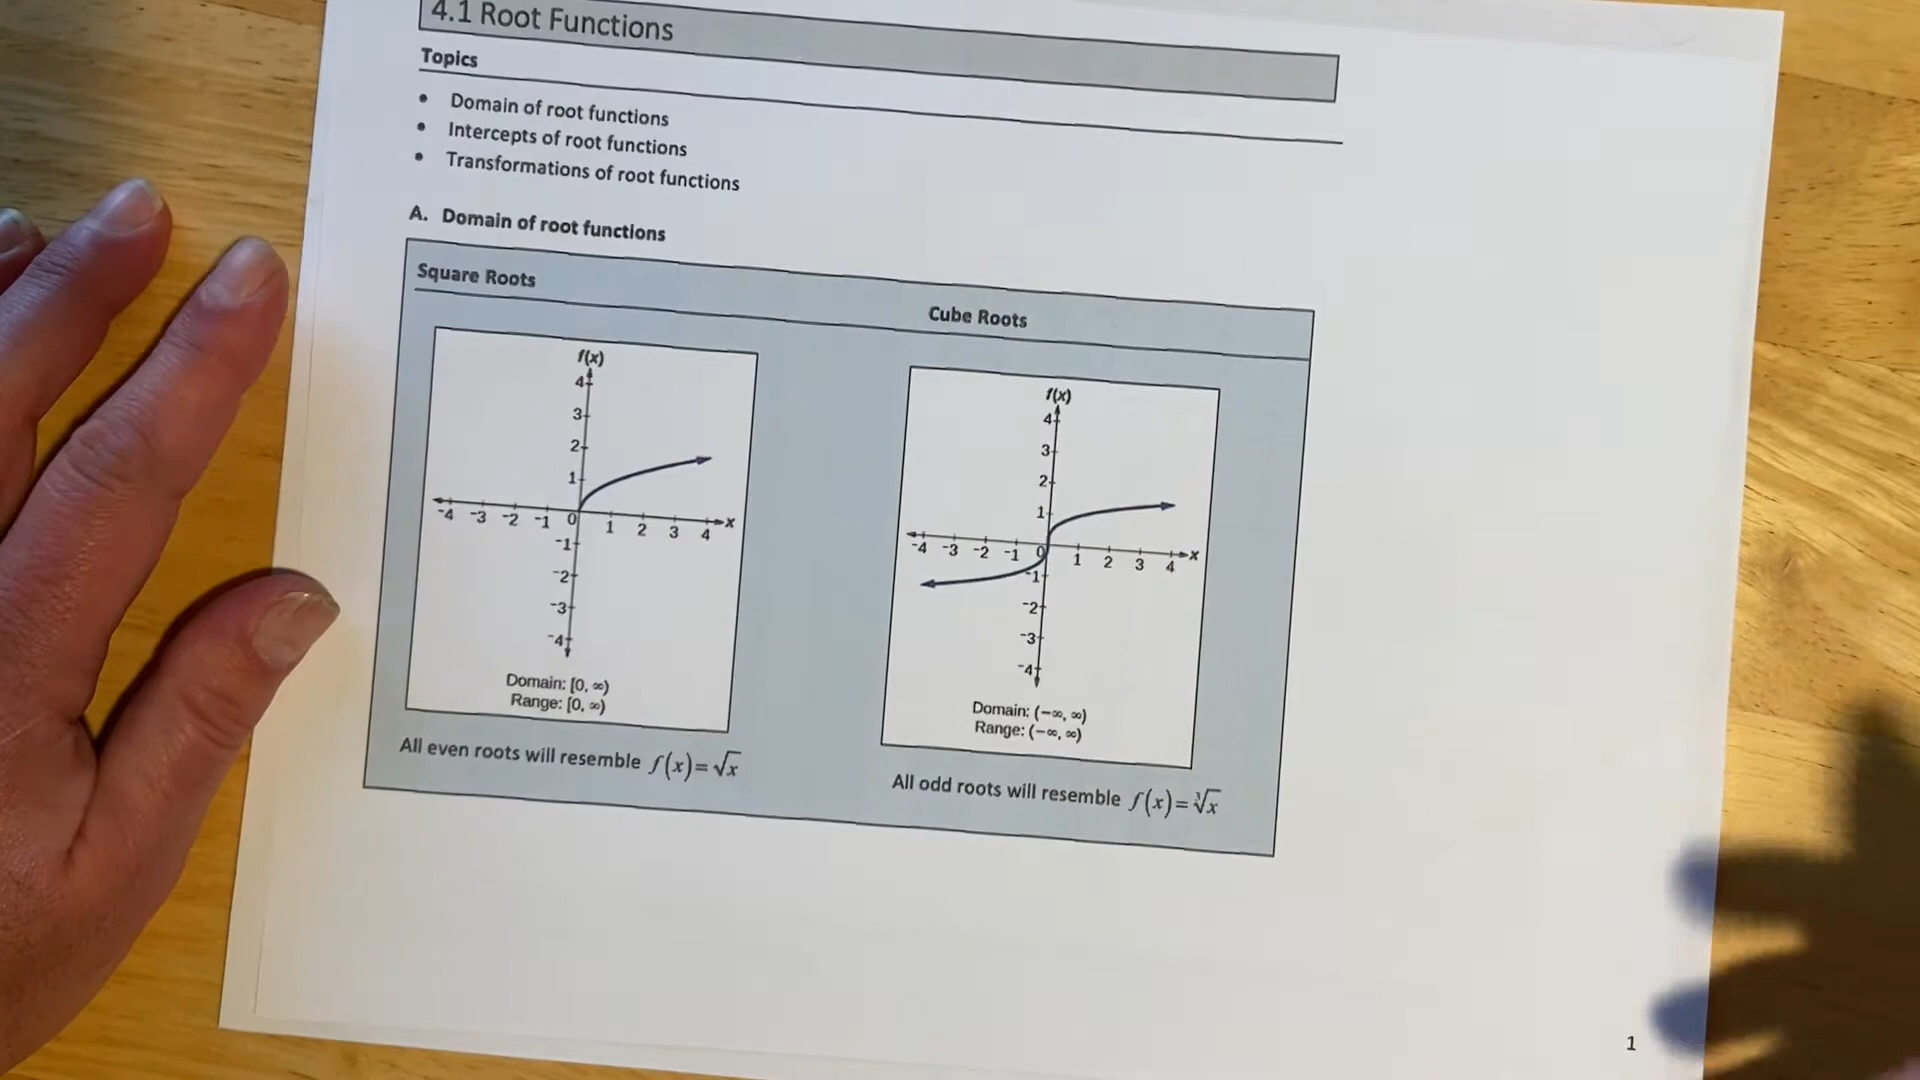 4.1 Root Functions
Topics
• Domain of root functions
• Intercepts of root functions
• Transformations of root functions
A. Domain of root functions
Square Roots
Cube Roots
f(x)
4
3
2
1
-4 -3 -2 -1 0 1 2 3 4 x
-1
-2
-3
-4
Domain: [0, ∞)
Range: [0, ∞)
All even roots will resemble f(x)=√x
f(x)
4
3
2
1
-4 -3 -2 -1 0 1 2 3 4 x
-1
-2
-3
-4
Domain: (−∞, ∞)
Range: (−∞, ∞)
All odd roots will resemble f(x)=∛x
1